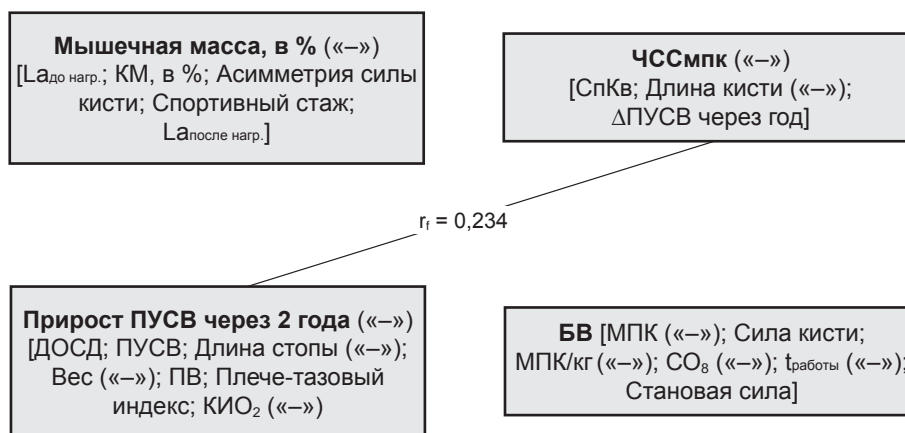 Мышечная масса, в % («–»)
[Laдо нагр.; КМ, в %; Асимметрия силы
кисти; Спортивный стаж;
Laпосле нагр.]
ЧССмпк («–»)
[СпКв; Длина кисти («–»);
∆ПУСВ через год]
rf = 0,234
Прирост ПУСВ через 2 года («–»)
[ДОСД; ПУСВ; Длина стопы («–»);
Вес («–»); ПВ; Плече-тазовый
индекс; КИО2 («–»)
БВ [МПК («–»); Сила кисти;
МПК/кг («–»); СО8 («–»); tработы («–»);
Становая сила]